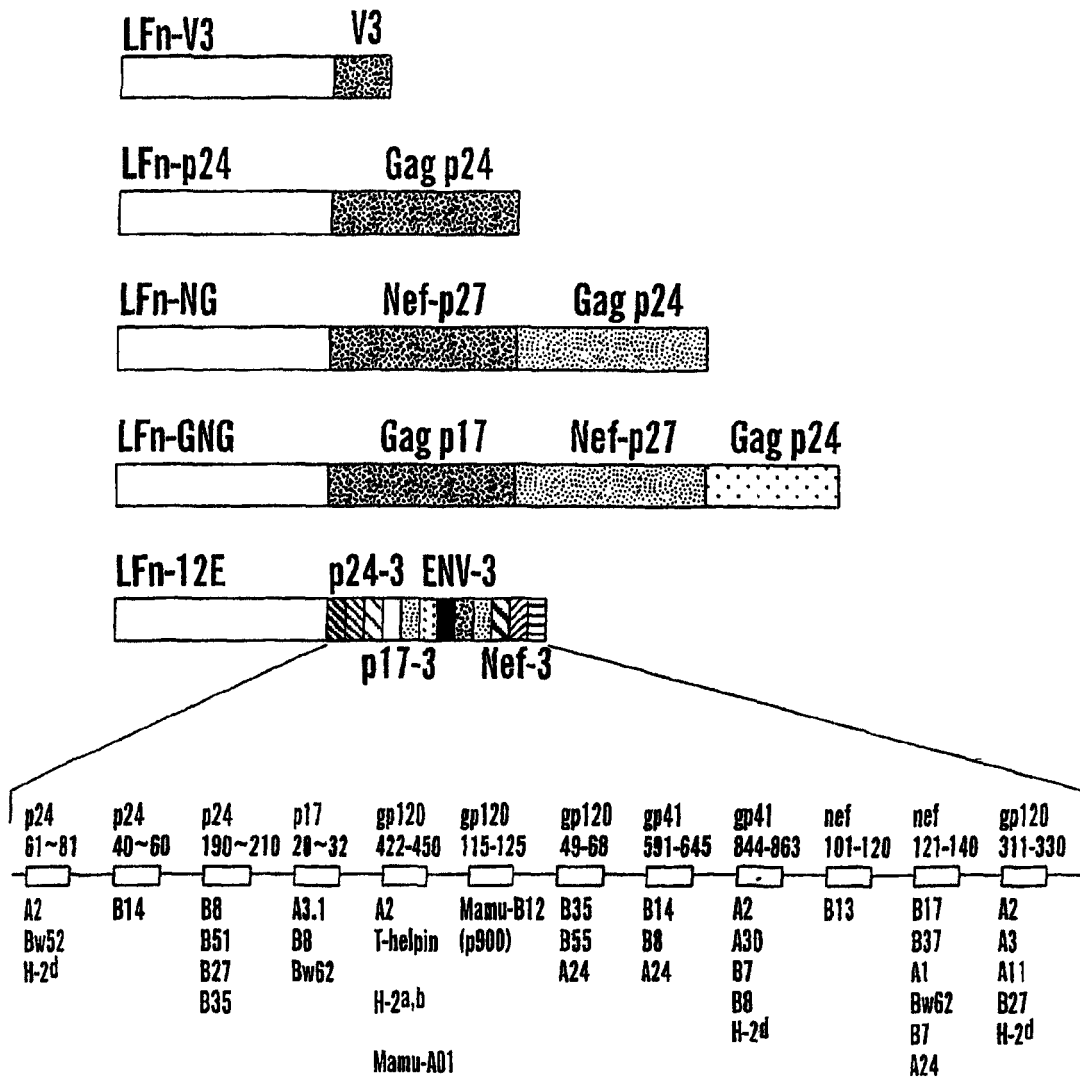 LFn-V3 V3
LFn-p24 Gag p24
LFn-NG Nef-p27 Gag p24
LFn-GNG Gag p17 Nef-p27 Gag p24
LFn-12E p24-3 ENV-3
p17-3 Nef-3
p24 p24 p24 p17 gp120 gp120 gp120 gp41 gp41 nef nef gp120
61~81 40~60 190~210 20~32 422-450 115-125 49-68 591-645 844-863 101-120 121-140 311-330
A2 B14 B8 A3.1 A2 Mamu-B12 B35 B14 A2 B13 B17 A2
Bw52 B51 B8 T-helpin (p900) B55 B8 A30 B37 A3
H-2d B27 Bw62 A24 A24 B7 A1 A11
B35 H-2a,b B8 Bw62 B27
H-2d B7 H-2d
Mamu-A01 A24